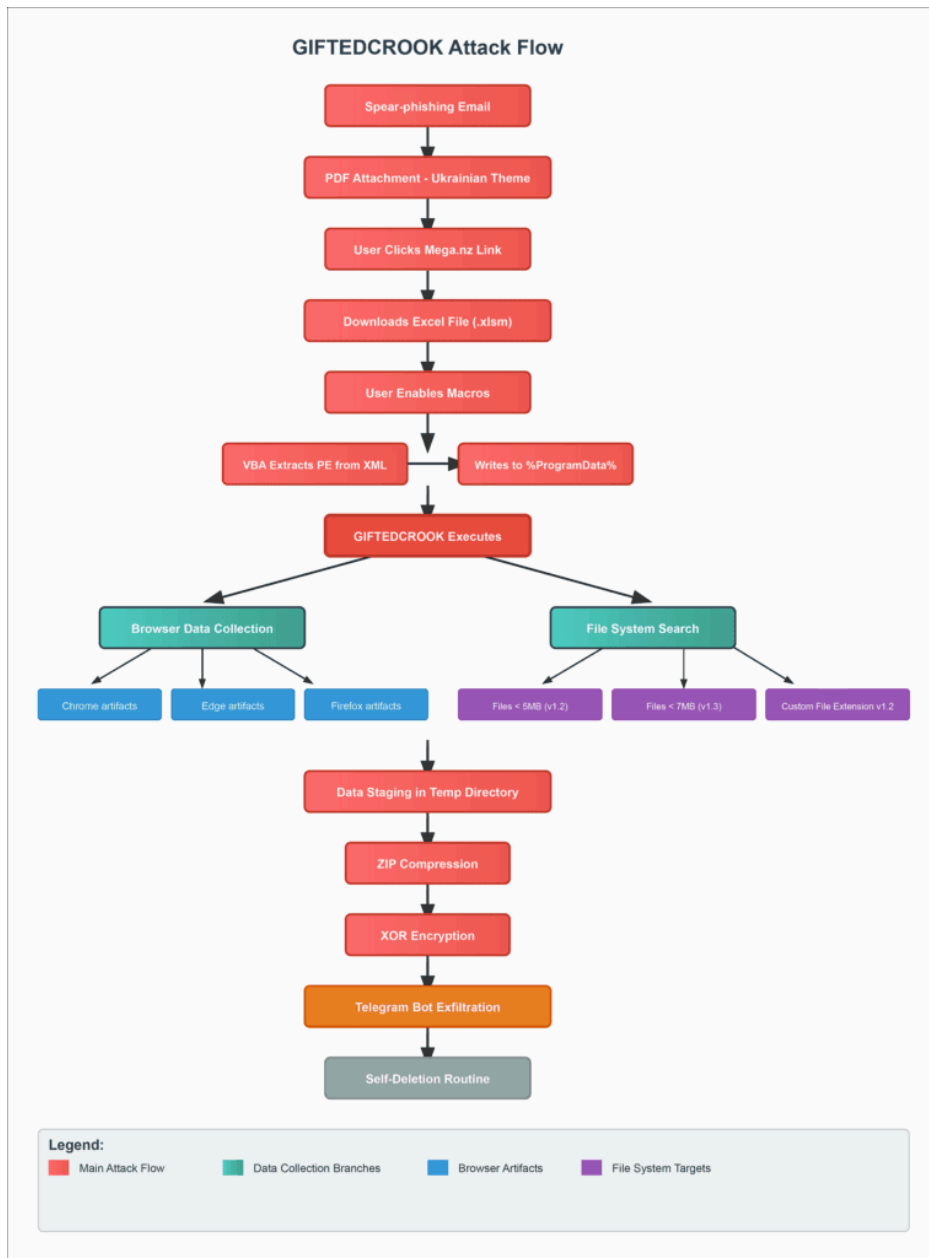 GIFTEDCROOK Attack Flow
Spear-phishing Email
PDF Attachment - Ukrainian Theme
User Clicks Mega.nz Link
Downloads Excel File (.xlsm)
User Enables Macros
VBA Extracts PE from XML
Writes to %ProgramData%
GIFTEDCROOK Executes
Browser Data Collection
File System Search
Chrome artifacts
Edge artifacts
Firefox artifacts
Files < 5MB (v1.2)
Files < 7MB (v1.3)
Custom File Extension v1.2
Data Staging in Temp Directory
ZIP Compression
XOR Encryption
Telegram Bot Exfiltration
Self-Deletion Routine
Legend:
Main Attack Flow
Data Collection Branches
Browser Artifacts
File System Targets